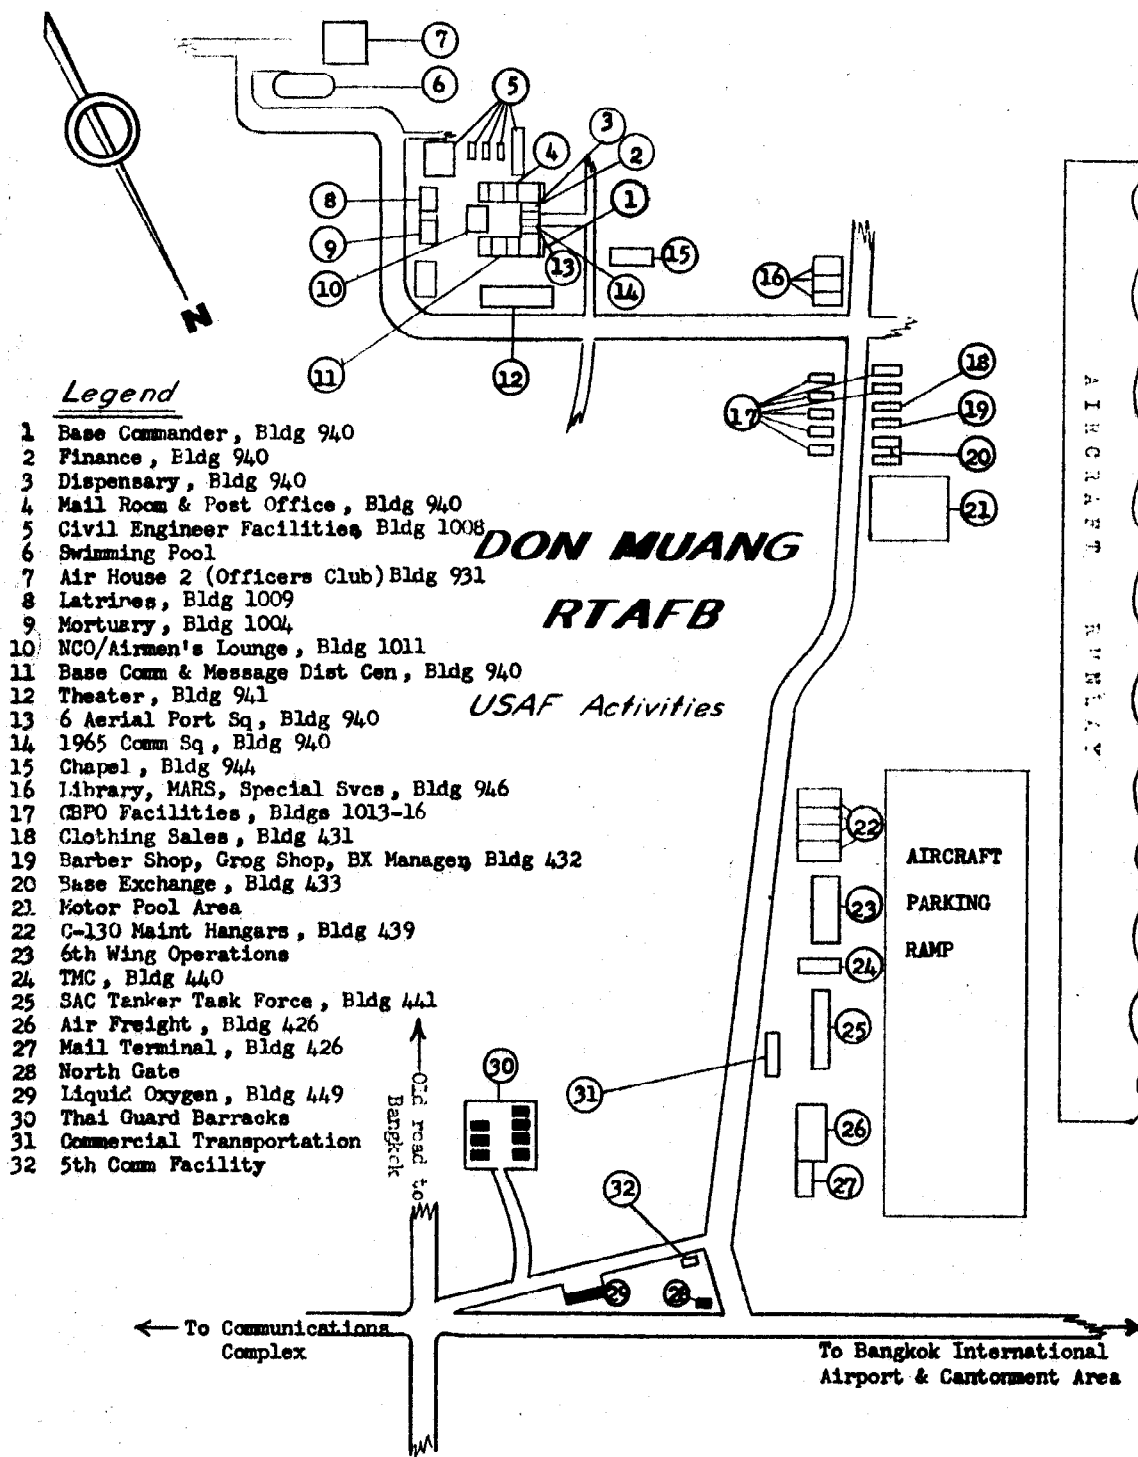 7
6
5
3
4
2
8
1
9
15
13
16
10
14
N
11
12
18
17
19
20
21
Legend
1 Base Commander, Bldg 940
2 Finance, Bldg 940
3 Dispensary, Bldg 940
4 Mail Room & Post Office, Bldg 940
5 Civil Engineer Facilities, Bldg 1008
6 Swimming Pool
7 Air House 2 (Officers Club) Bldg 931
8 Latrines, Bldg 1009
9 Mortuary, Bldg 1004
10 NCO/Airmen's Lounge, Bldg 1011
11 Base Comm & Message Dist Cen, Bldg 940
12 Theater, Bldg 941
13 6 Aerial Port Sq, Bldg 940
14 1965 Comm Sq, Bldg 940
15 Chapel, Bldg 944
16 Library, MARS, Special Svcs, Bldg 946
17 CBPO Facilities, Bldgs 1013-16
18 Clothing Sales, Bldg 431
19 Barber Shop, Grog Shop, BX Manager, Bldg 432
20 Base Exchange, Bldg 433
21 Motor Pool Area
22 C-130 Maint Hangars, Bldg 439
23 6th Wing Operations
24 TMC, Bldg 440
25 SAC Tanker Task Force, Bldg 441
26 Air Freight, Bldg 426
27 Mail Terminal, Bldg 426
28 North Gate
29 Liquid Oxygen, Bldg 449
30 Thai Guard Barracks
31 Commercial Transportation
32 5th Comm Facility
DON MUANG
RTAFB
USAF Activities
AIRCRAFT RUNWAY
22
23
24
25
AIRCRAFT
PARKING
RAMP
30
31
26
27
32
29
28
Old road to
Bangkok
To Communications
Complex
To Bangkok International
Airport & Cantonment Area